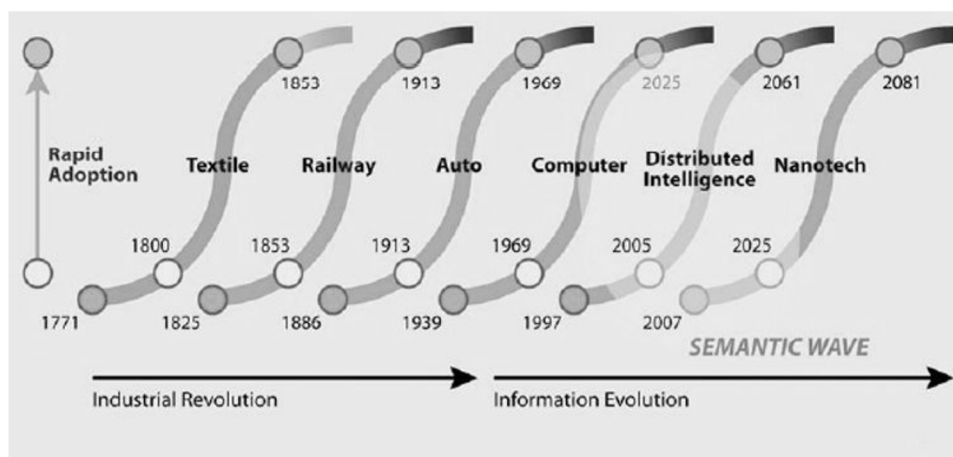 1853
1913
1969
2025
2061
2081
Rapid
Adoption
Textile
Railway
Auto
Computer
Distributed
Intelligence
Nanotech
1800
1853
1913
1969
2005
2025
1771
1825
1886
1939
1997
2007
SEMANTIC WAVE
Industrial Revolution
Information Evolution